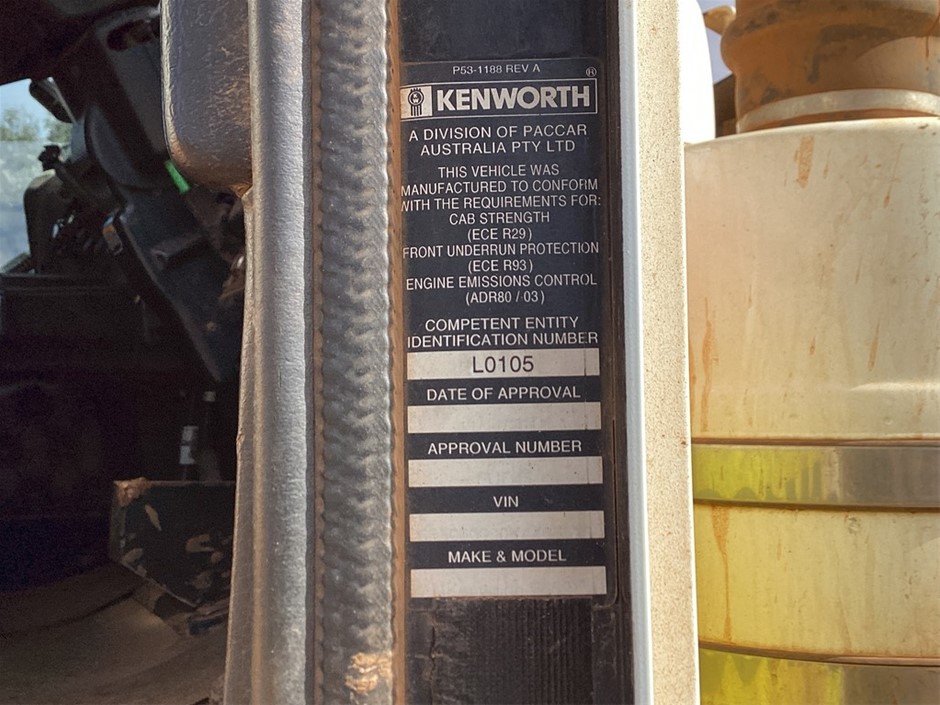 P53-1188 REV A
®
KENWORTH
A DIVISION OF PACCAR
AUSTRALIA PTY LTD
THIS VEHICLE WAS
MANUFACTURED TO CONFORM
WITH THE REQUIREMENTS FOR:
CAB STRENGTH
(ECE R29)
FRONT UNDERRUN PROTECTION
(ECE R93)
ENGINE EMISSIONS CONTROL
(ADR80 / 03)
COMPETENT ENTITY
IDENTIFICATION NUMBER
L0105
DATE OF APPROVAL
APPROVAL NUMBER
VIN
MAKE & MODEL